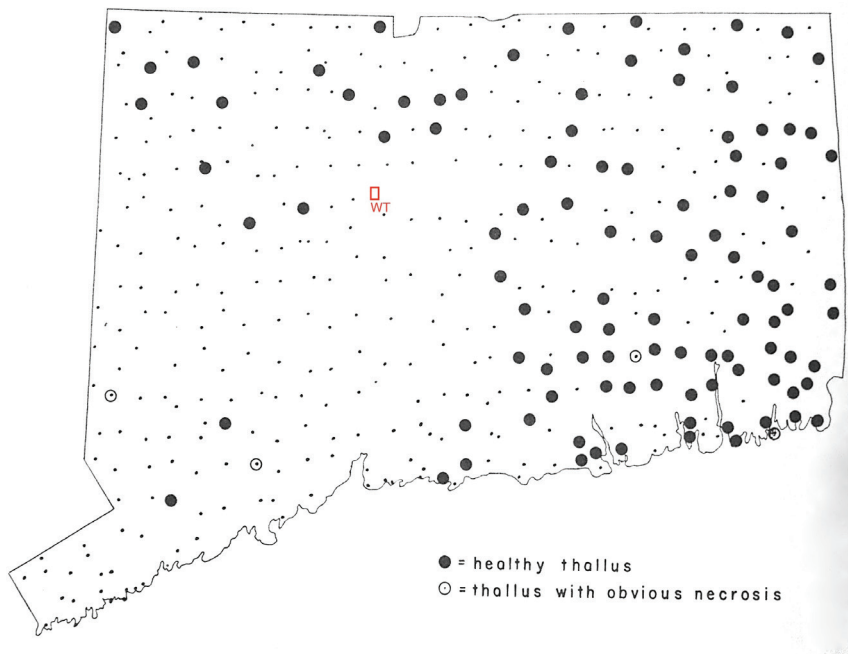 WT
= healthy thallus
= thallus with obvious necrosis